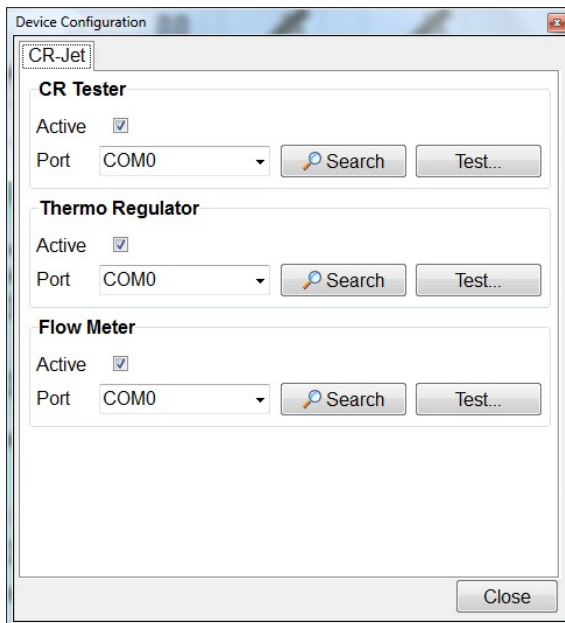 Device Configuration
CR-Jet
CR Tester
Active
Port COM0 Search Test...
Thermo Regulator
Active
Port COM0 Search Test...
Flow Meter
Active
Port COM0 Search Test...
Close